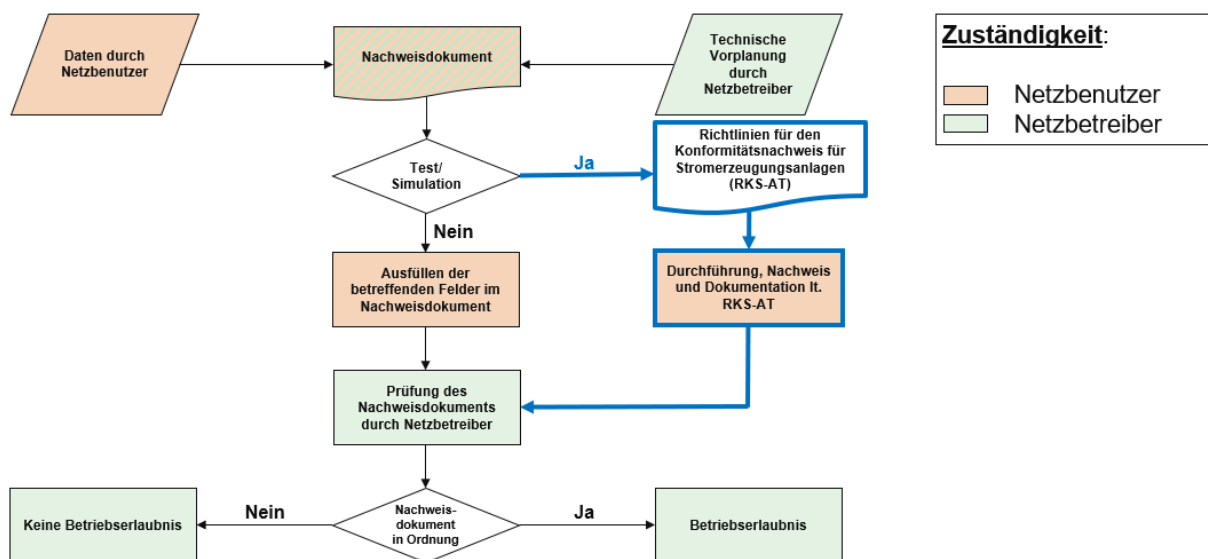 Daten durch
Netzbenutzer
Nachweisdokument
Technische
Vorplanung
durch
Netzbetreiber
Zuständigkeit:
Netzbenutzer
Netzbetreiber
Test/
Simulation
Ja
Richtlinien für den
Konformitätsnachweis für
Stromerzeugungsanlagen
(RKS-AT)
Nein
Ausfüllen der
betreffenden Felder im
Nachweisdokument
Durchführung, Nachweis
und Dokumentation lt.
RKS-AT
Prüfung des
Nachweisdokuments
durch Netzbetreiber
Keine Betriebserlaubnis
Nein
Nachweis-
dokument
in Ordnung
Ja
Betriebserlaubnis